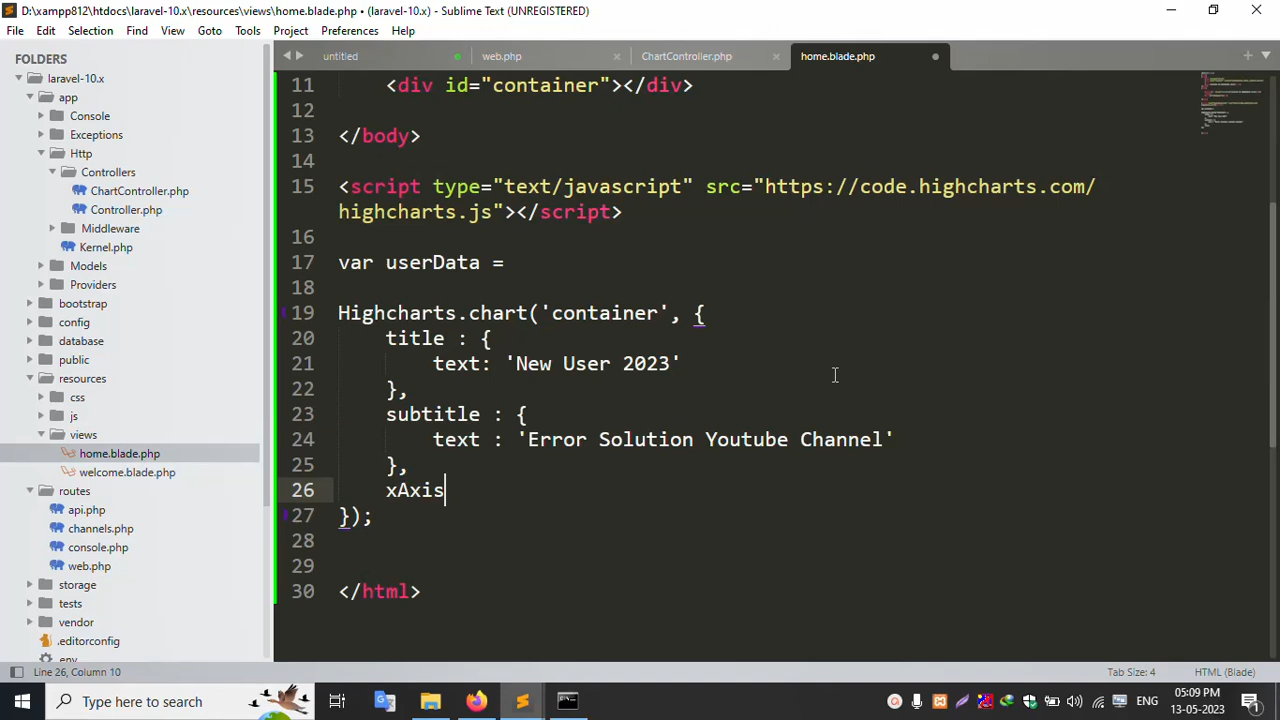 D:\xampp812\htdocs\laravel-10.x\resources\views\home.blade.php • (laravel-10.x) - Sublime Text (UNREGISTERED)
File Edit Selection Find View Goto Tools Project Preferences Help
FOLDERS
laravel-10.x
app
Console
Exceptions
Http
Controllers
ChartController.php
Controller.php
Middleware
Kernel.php
Models
Providers
bootstrap
config
database
public
resources
css
js
views
home.blade.php
welcome.blade.php
routes
api.php
channels.php
console.php
web.php
storage
tests
vendor
.editorconfig
.env
untitled web.php ChartController.php home.blade.php
11 <div id="container"></div>
12
13 </body>
14
15 <script type="text/javascript" src="https://code.highcharts.com/
highcharts.js"></script>
16
17 var userData =
18
19 Highcharts.chart('container', {
20 title : {
21 text: 'New User 2023'
22 },
23 subtitle : {
24 text : 'Error Solution Youtube Channel'
25 },
26 xAxis
27 });
28
29
30 </html>
Line 26, Column 10 Tab Size: 4 HTML (Blade)
Type here to search
ENG
05:09 PM
13-05-2023